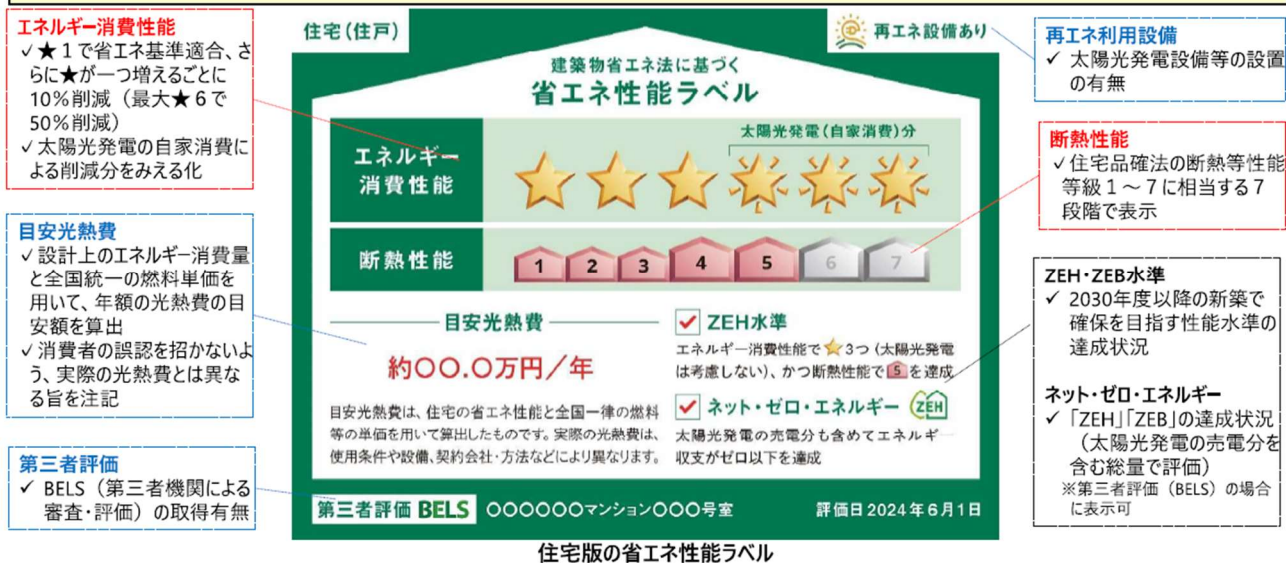 エネルギー消費性能
✓★1で省エネ基準適合、さ
らに★が一つ増えるごとに
10％削減（最大★6で
50％削減）
✓太陽光発電の自家消費に
よる削減分をみえる化
目安光熱費
✓設計上のエネルギー消費量
と全国統一の燃料単価を
用いて、年額の光熱費の目
安額を算出
✓消費者の誤認を招かないよ
う、実際の光熱費とは異な
る旨を注記
第三者評価
✓ BELS（第三者機関による
審査・評価）の取得有無
住宅（住戸）
再エネ設備あり
建築物省エネ法に基づく
省エネ性能ラベル
太陽光発電（自家消費）分
エネルギー
消費性能
断熱性能
1 2 3 4 5 6 7
目安光熱費
約〇〇.〇万円／年
目安光熱費は、住宅の省エネ性能と全国一律の燃料
等の単価を用いて算出したものです。実際の光熱費は、
使用条件や設備、契約会社・方法などにより異なります。
ZEH水準
エネルギー消費性能で★3つ（太陽光発電
は考慮しない）、かつ断熱性能で5を達成
ネット・ゼロ・エネルギー ZEH
太陽光発電の売電分も含めてエネルギー
収支がゼロ以下を達成
第三者評価 BELS 〇〇〇〇〇〇マンション〇〇〇号室 評価日2024年6月1日
住宅版の省エネ性能ラベル
再エネ利用設備
✓ 太陽光発電設備等の設置
の有無
断熱性能
✓住宅品確法の断熱等性能
等級1～7に相当する7
段階で表示
ZEH・ZEB水準
✓ 2030年度以降の新築で
確保を目指す性能水準の
達成状況
ネット・ゼロ・エネルギー
✓「ZEH」「ZEB」の達成状況
（太陽光発電の売電分を
含む総量で評価）
※第三者評価（BELS）の場合
に表示可